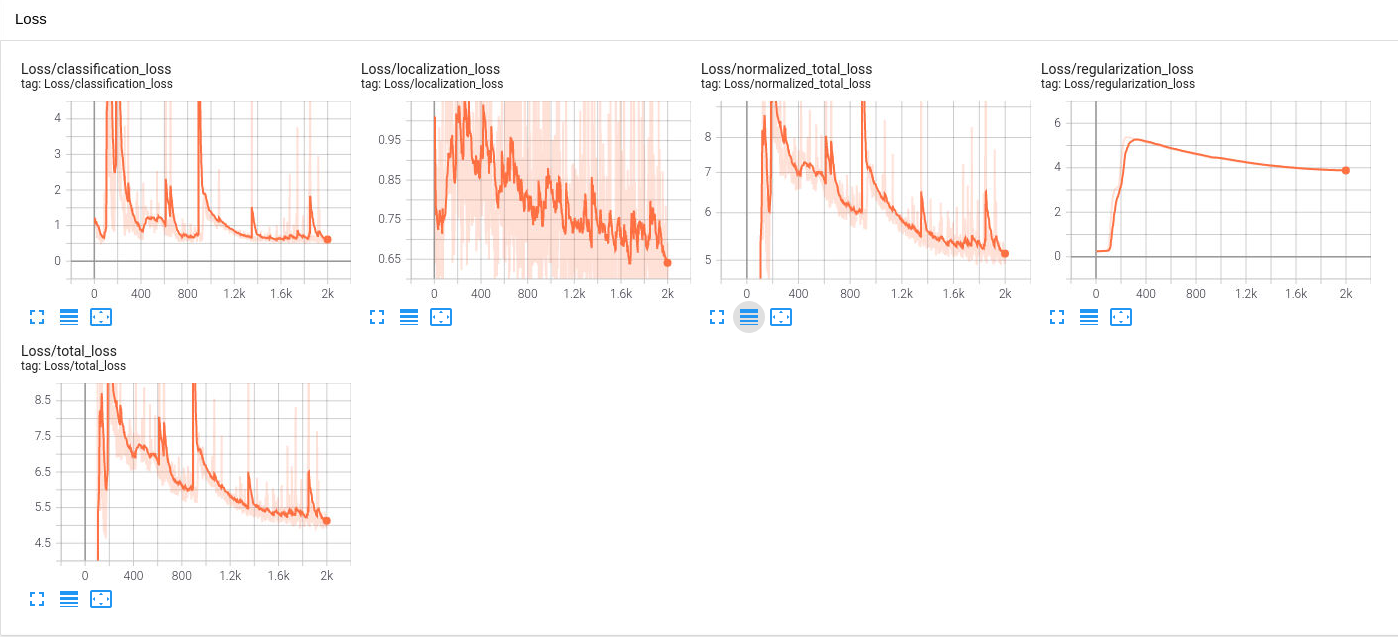 Loss
Loss/classification_loss
tag: Loss/classification_loss
4
3
2
1
0
0 400 800 1.2k 1.6k 2k
Loss/localization_loss
tag: Loss/localization_loss
0.95
0.85
0.75
0.65
0 400 800 1.2k 1.6k 2k
Loss/normalized_total_loss
tag: Loss/normalized_total_loss
8
7
6
5
0 400 800 1.2k 1.6k 2k
Loss/regularization_loss
tag: Loss/regularization_loss
6
4
2
0
0 400 800 1.2k 1.6k 2k
Loss/total_loss
tag: Loss/total_loss
8.5
7.5
6.5
5.5
4.5
0 400 800 1.2k 1.6k 2k